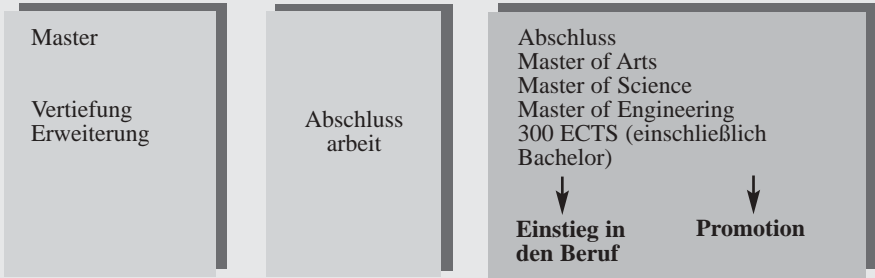 Master
Vertiefung
Erweiterung
Abschluss
arbeit
Abschluss
Master of Arts
Master of Science
Master of Engineering
300 ECTS (einschließlich
Bachelor)
Einstieg in
den Beruf
Promotion